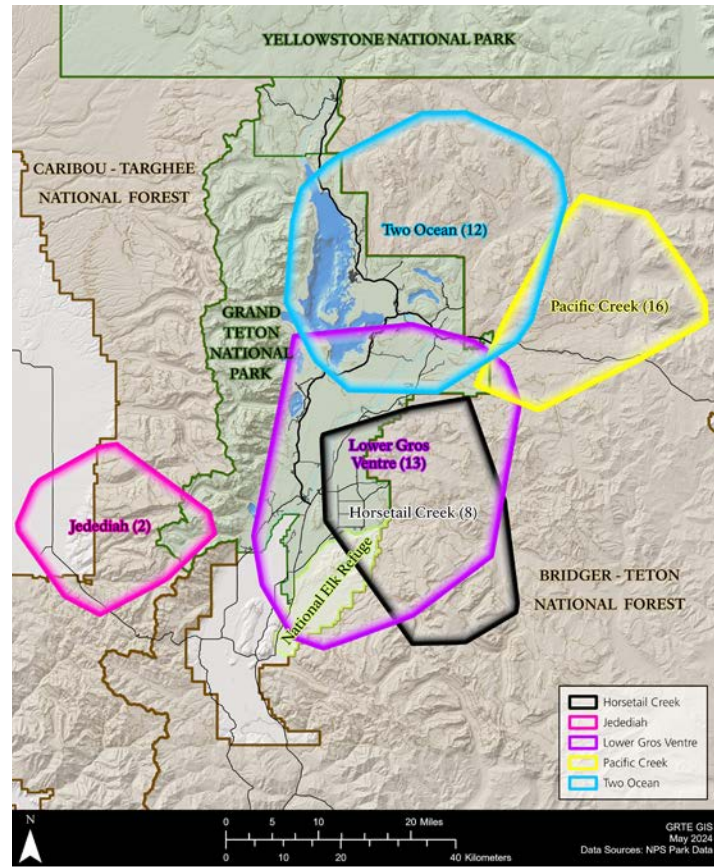 YELLOWSTONE NATIONAL PARK
CARIBOU - TARGHEE
NATIONAL FOREST
Two Ocean (12)
Pacific Creek (16)
GRAND
TETON
NATIONAL
PARK
Lower Gros
Ventre (13)
Jedediah (2)
Horsetail Creek (8)
National Elk Refuge
BRIDGER - TETON
NATIONAL FOREST
Horsetail Creek
Jedediah
Lower Gros Ventre
Pacific Creek
Two Ocean
N
0 5 10 20 Miles
0 10 20 40 Kilometers
GRTE GIS
May 2024
Data Sources: NPS Park Data